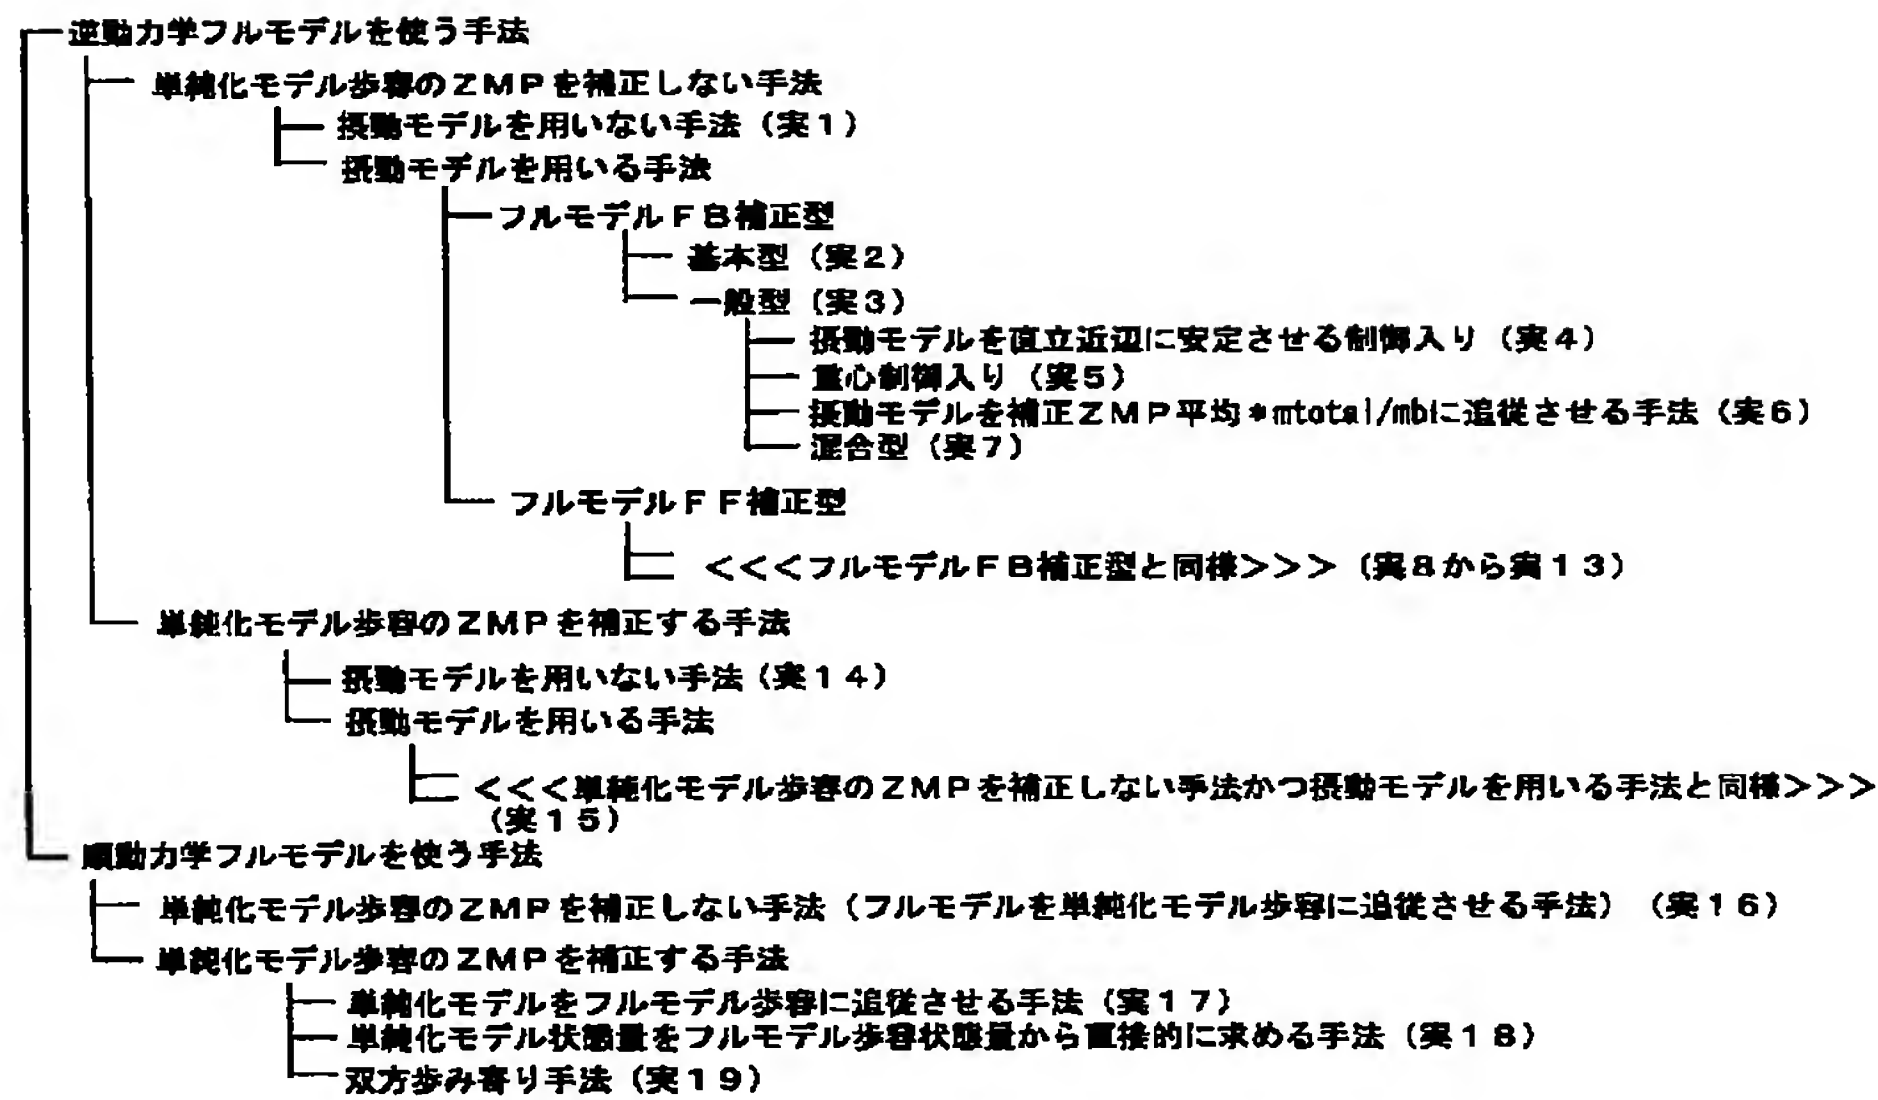 逆動力学フルモデルを使う手法
単純化モデル歩容のＺＭＰを補正しない手法
摂動モデルを用いない手法（実１）
摂動モデルを用いる手法
フルモデルＦＢ補正型
基本型（実２）
一般型（実３）
摂動モデルを直立近辺に安定させる制御入り（実４）
重心制御入り（実５）
摂動モデルを補正ＺＭＰ平均*mtotal/mbに追従させる手法（実６）
混合型（実７）
フルモデルＦＦ補正型
＜＜＜フルモデルＦＢ補正型と同様＞＞＞（実８から実１３）
単純化モデル歩容のＺＭＰを補正する手法
摂動モデルを用いない手法（実１４）
摂動モデルを用いる手法
＜＜＜単純化モデル歩容のＺＭＰを補正しない手法かつ摂動モデルを用いる手法と同様＞＞＞
（実１５）
順動力学フルモデルを使う手法
単純化モデル歩容のＺＭＰを補正しない手法（フルモデルを単純化モデル歩容に追従させる手法）（実１６）
単純化モデル歩容のＺＭＰを補正する手法
単純化モデルをフルモデル歩容に追従させる手法（実１７）
単純化モデル状態量をフルモデル歩容状態量から直接的に求める手法（実１８）
双方歩み寄り手法（実１９）